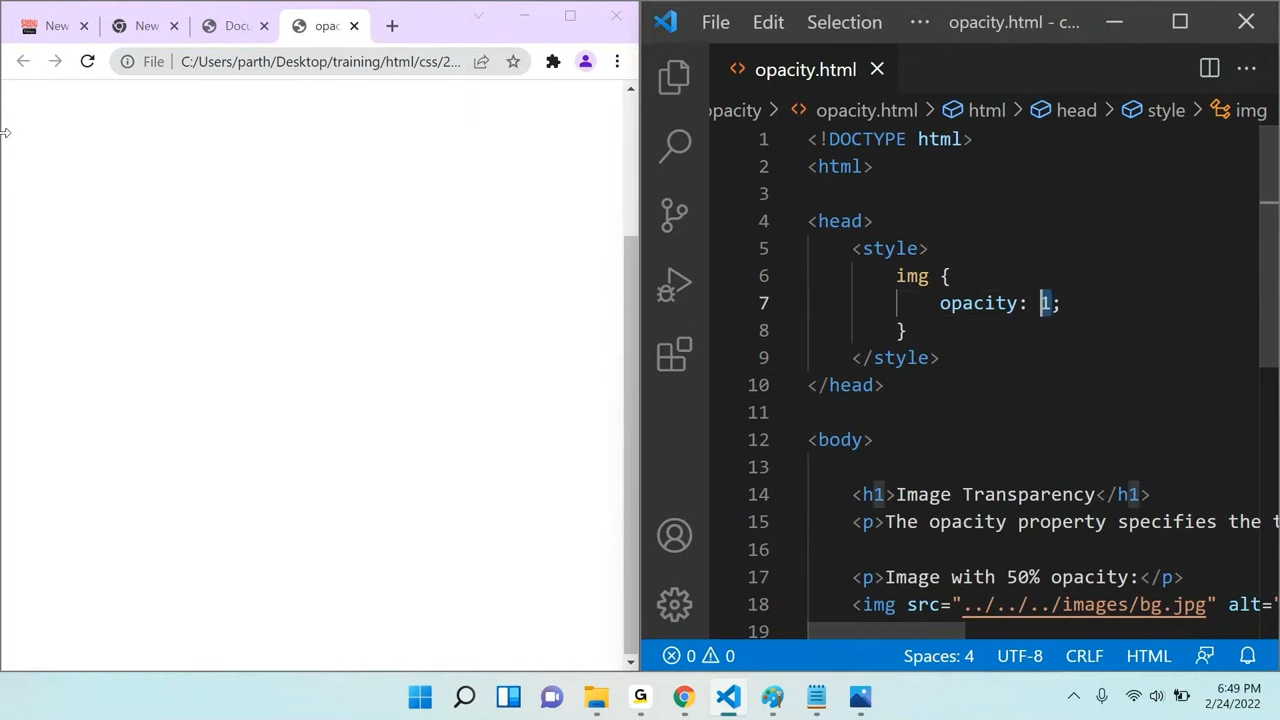 New
New
Docu
opac
File C:/Users/parth/Desktop/training/html/css/2...
File Edit Selection ··· opacity.html - c...
opacity.html
opacity > opacity.html > html > head > style > img
1 <!DOCTYPE html>
2 <html>
3
4 <head>
5 <style>
6 img {
7 opacity: 1;
8 }
9 </style>
10 </head>
11
12 <body>
13
14 <h1>Image Transparency</h1>
15 <p>The opacity property specifies the t
16
17 <p>Image with 50% opacity:</p>
18 <img src="../../../images/bg.jpg" alt="
19
0 0 Spaces: 4 UTF-8 CRLF HTML
G
6:49 PM
2/24/2022